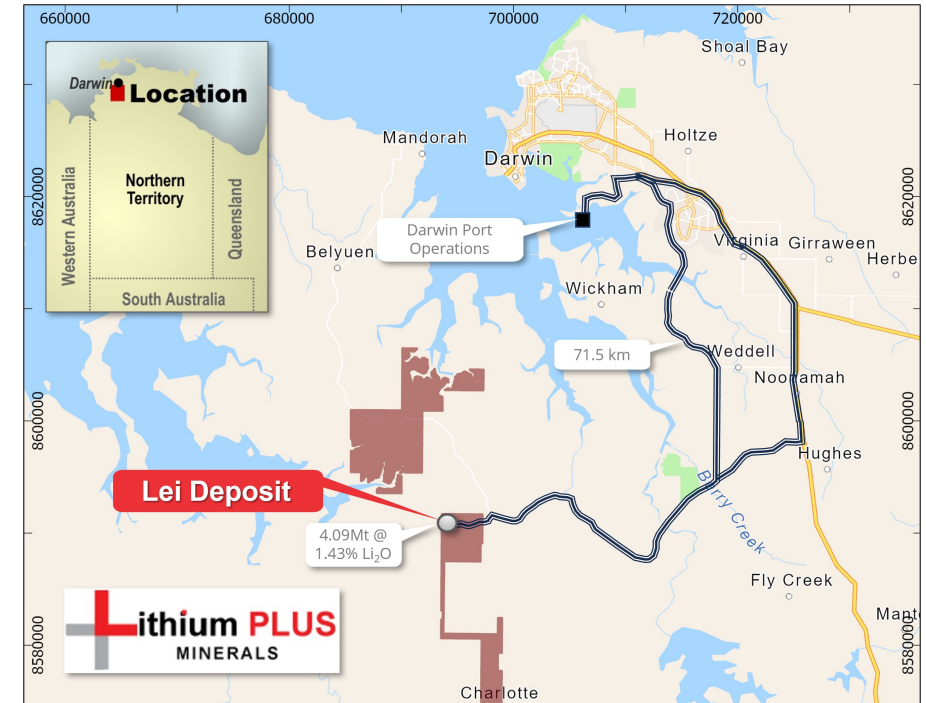 660000
680000
700000
720000
Shoal Bay
Darwin
Location
Mandorah
Holtze
Darwin
8620000
8620000
Western Australia
Northern
Territory
Queensland
South Australia
Darwin Port
Operations
Virginia
Girraween
Belyuen
Herbe
Wickham
71.5 km
Weddell
Noonamah
8600000
8600000
Hughes
Lei Deposit
Berry Creek
4.09Mt @
1.43% Li₂O
Fly Creek
Lithium PLUS
MINERALS
Mant
8580000
8580000
Charlotte